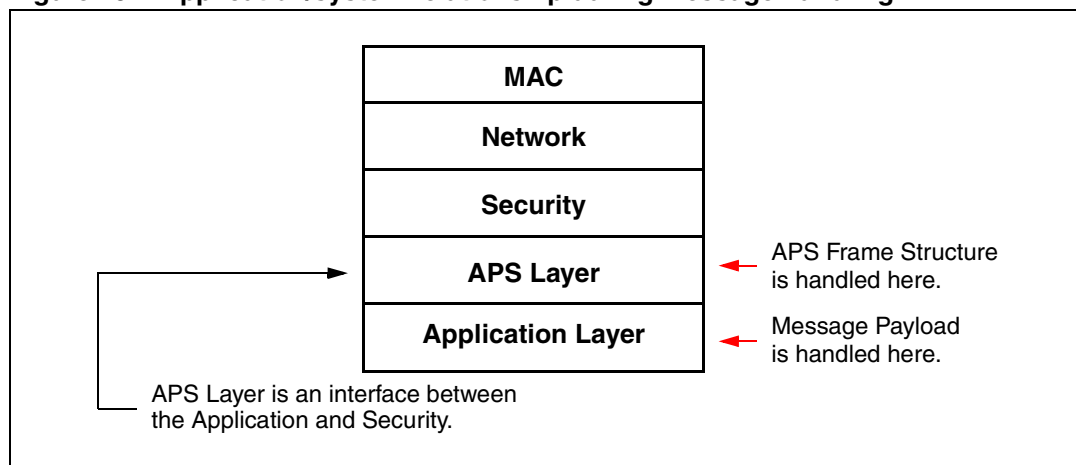 MAC
Network
Security
APS Layer
APS Frame Structure
is handled here.
Application Layer
Message Payload
is handled here.
APS Layer is an interface between
the Application and Security.